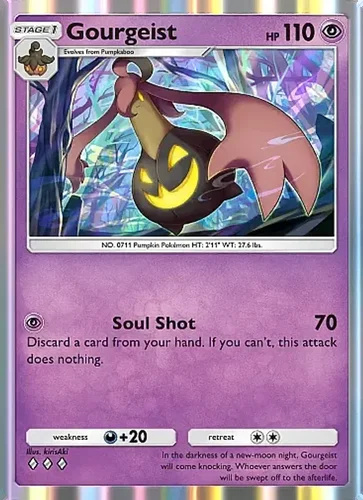 STAGE 1
Gourgeist
HP 110
Evolves from Pumpkaboo
NO. 0711 Pumpkin Pokémon HT: 2'11" WT: 27.6 lbs.
Soul Shot 70
Discard a card from your hand. If you can't, this attack
does nothing.
weakness +20
retreat
Illus. kirisAki
In the darkness of a new-moon night, Gourgeist
will come knocking. Whoever answers the door
will be swept off to the afterlife.